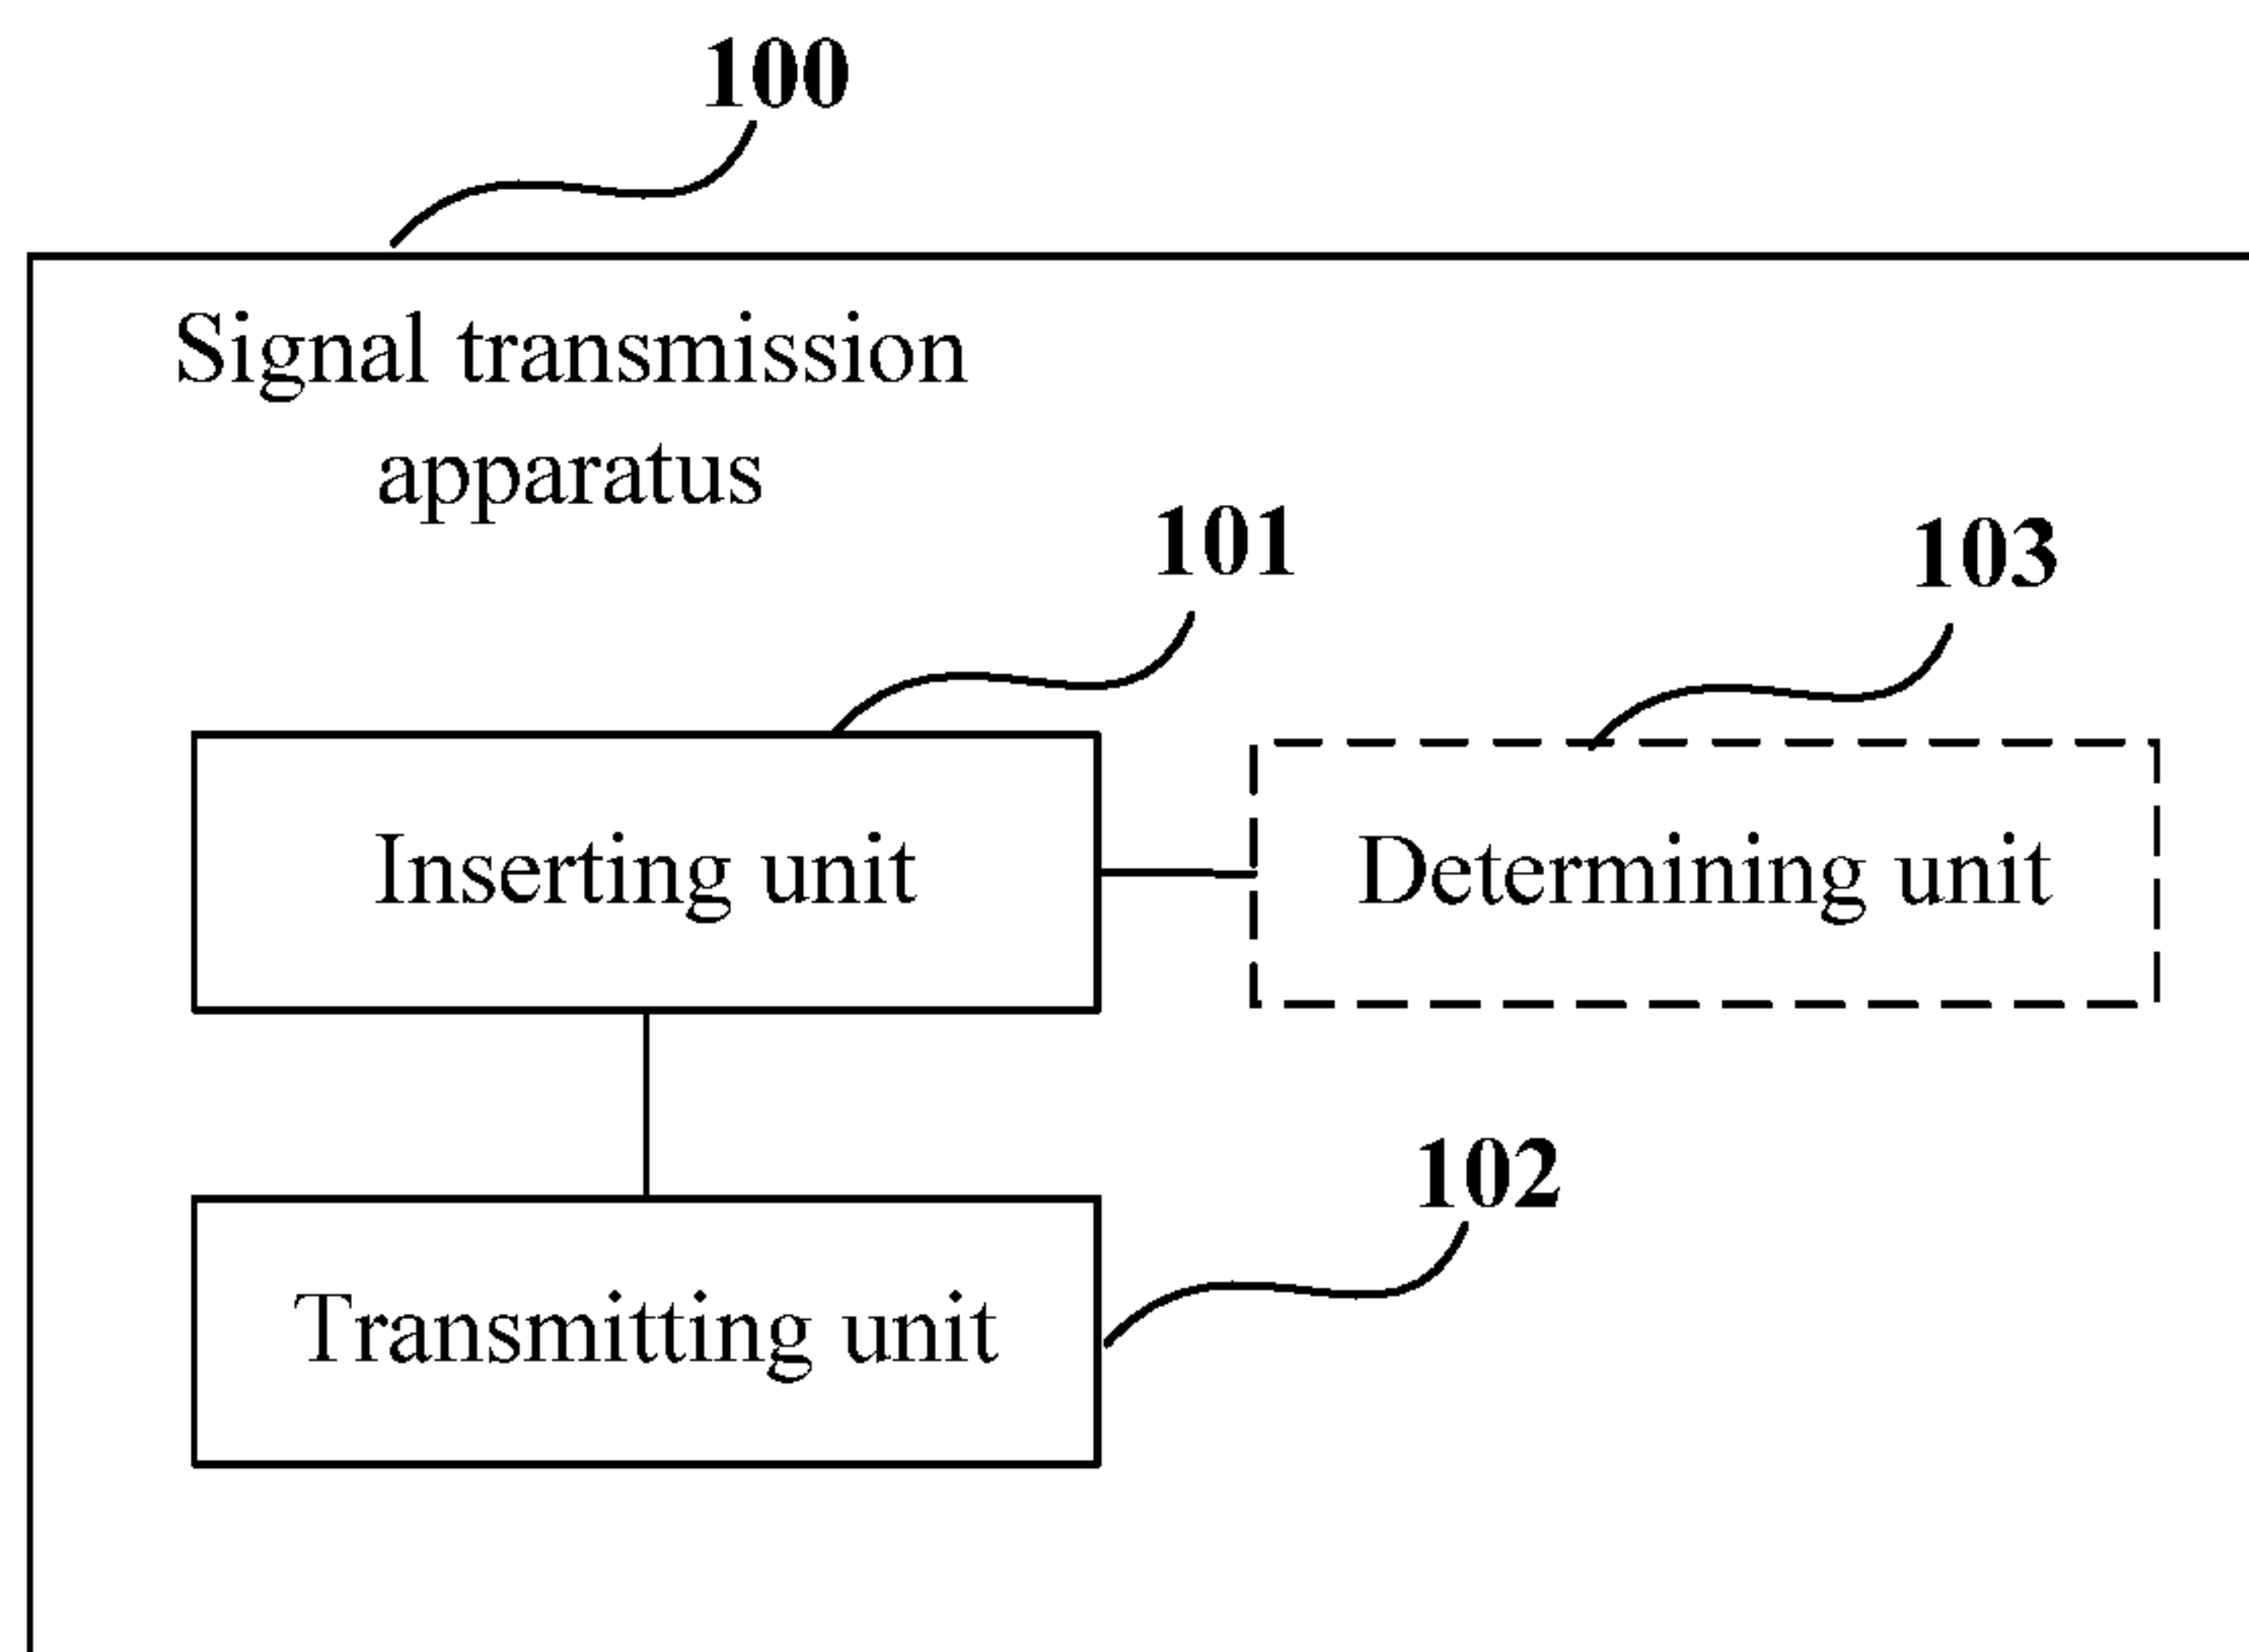 100
Signal transmission
apparatus
101
103
Inserting unit
Determining unit
102
Transmitting unit